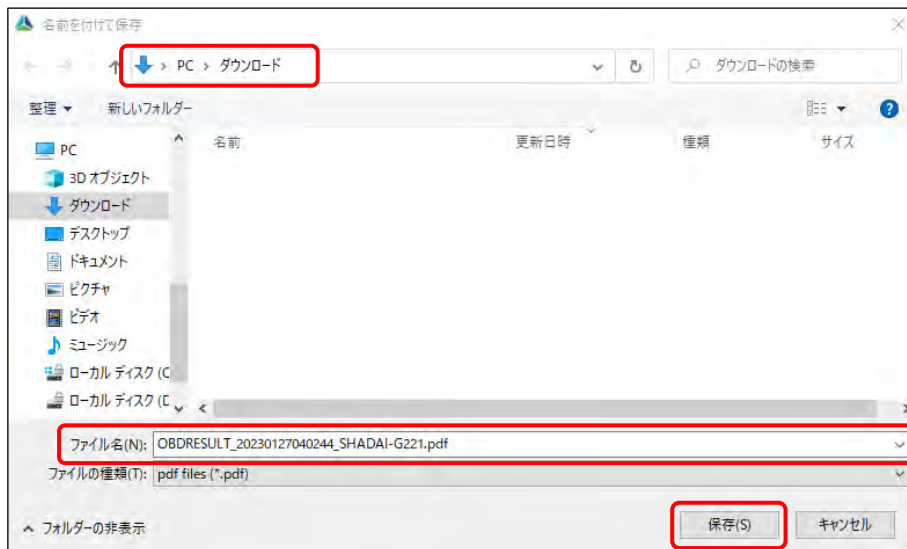 名前を付けて保存
PC > ダウンロード
ダウンロードの検索
整理
新しいフォルダー
名前
更新日時
種類
サイズ
PC
3D オブジェクト
ダウンロード
デスクトップ
ドキュメント
ピクチャ
ビデオ
ミュージック
ローカル ディスク (C
ローカル ディスク (D
ファイル名(N): OBDRESULT_20230127040244_SHADAI-G221.pdf
ファイルの種類(T): pdf files (*.pdf)
フォルダーの非表示
保存(S)
キャンセル